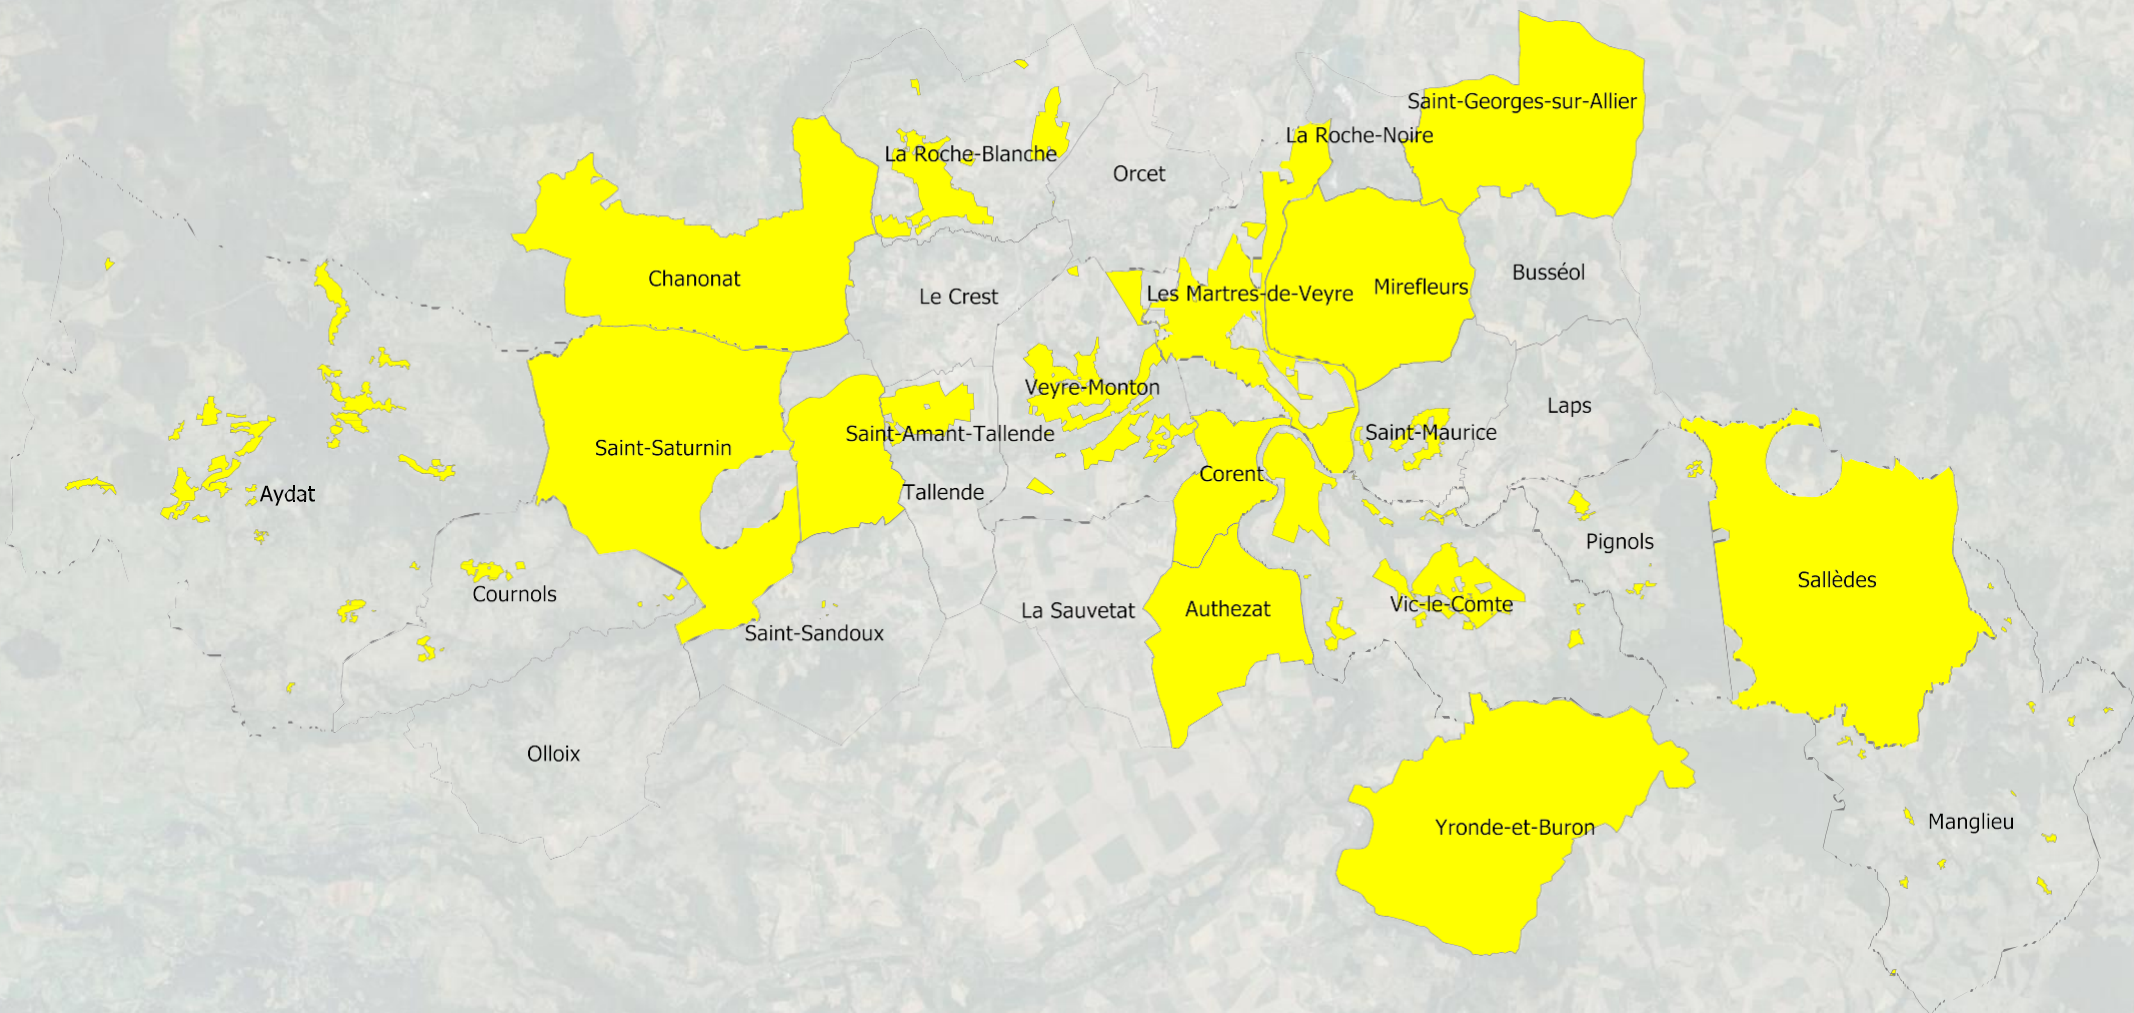 Saint-Georges-sur-Allier
La Roche-Noire
La Roche-Blanche
Orcet
Busséol
Chanonat
Mirefleurs
Les Martres-de-Veyre
Le Crest
Veyre-Monton
Laps
Saint-Maurice
Saint-Amant-Tallende
Saint-Saturnin
Corent
Tallende
Aydat
Pignols
Sallèdes
Cournols
Vic-le-Comte
Authezat
La Sauvetat
Saint-Sandoux
Olloix
Manglieu
Yronde-et-Buron